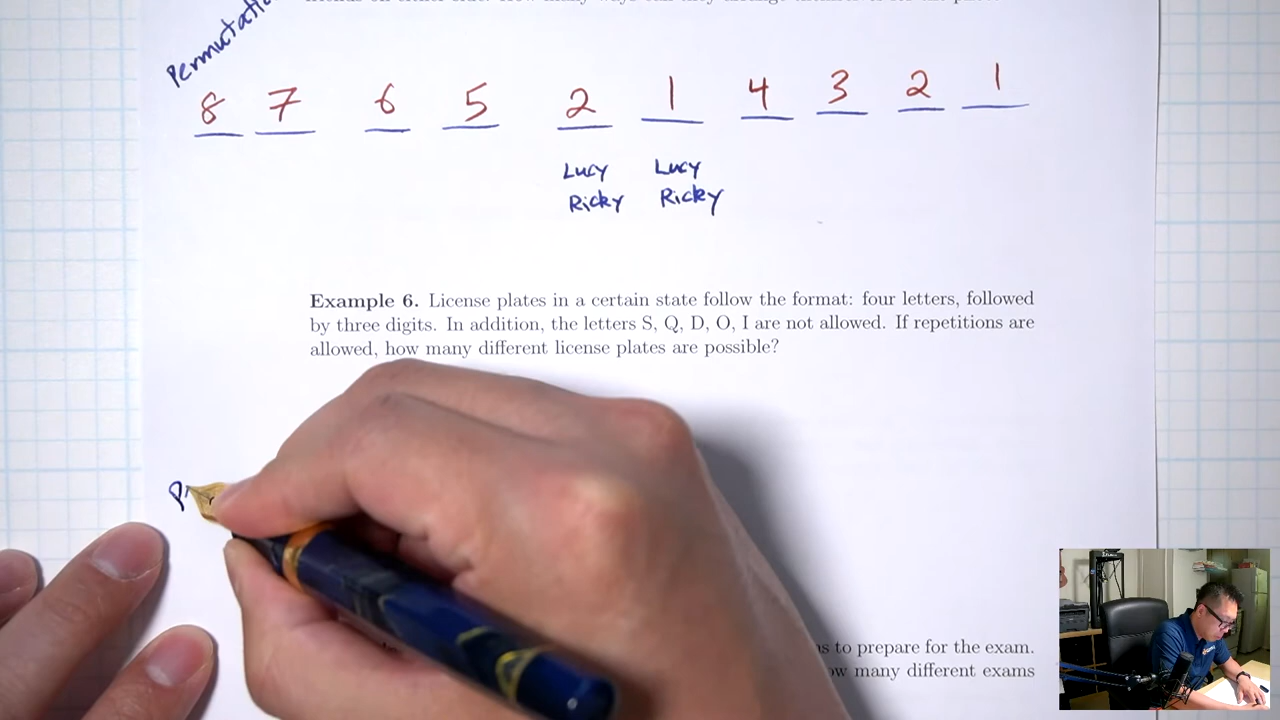 8 7 6 5 2 1 4 3 2 1
Lucy Lucy
Ricky Ricky
Example 6. License plates in a certain state follow the format: four letters, followed
by three digits. In addition, the letters S, Q, D, O, I are not allowed. If repetitions are
allowed, how many different license plates are possible?
to prepare for the exam.
many different exams